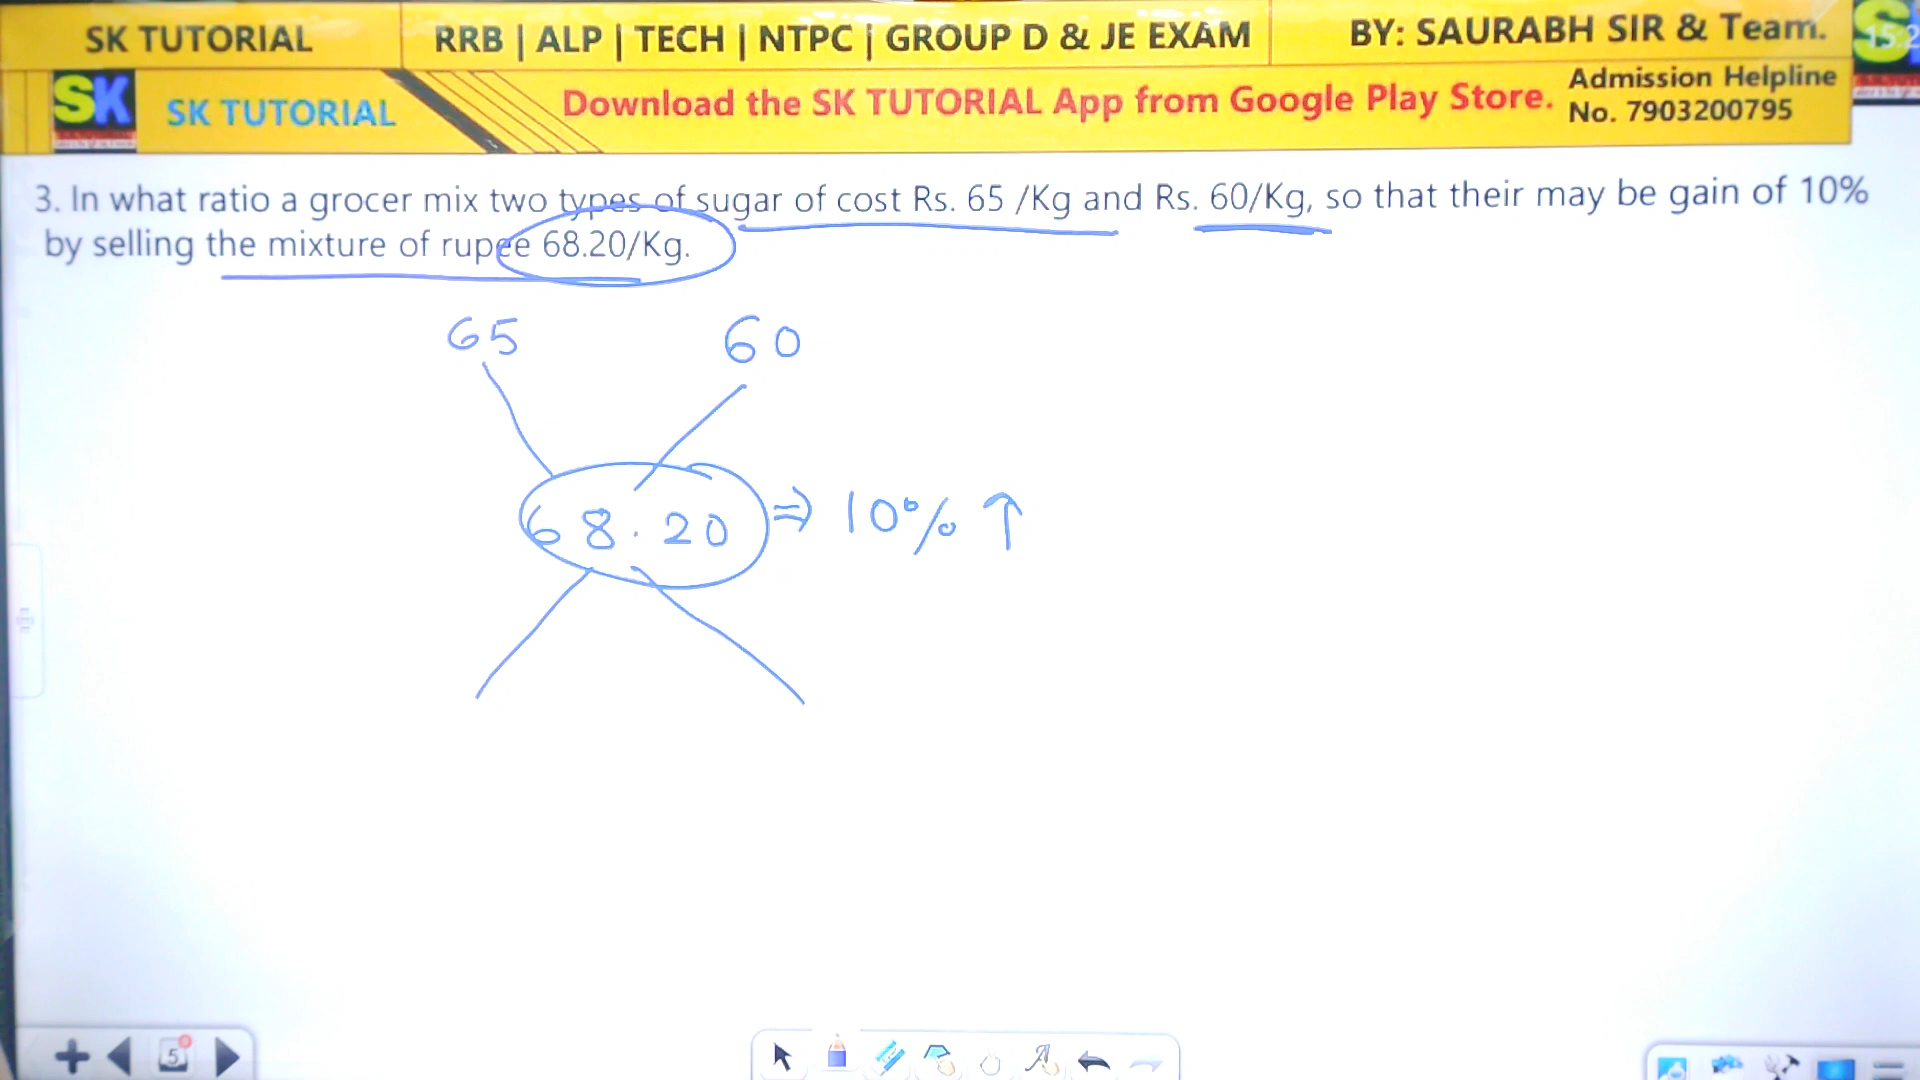 SK TUTORIAL
RRB | ALP | TECH | NTPC | GROUP D & JE EXAM
BY: SAURABH SIR & Team.
SK
SK TUTORIAL
Download the SK TUTORIAL App from Google Play Store.
Admission Helpline
No. 7903200795
3. In what ratio a grocer mix two types of sugar of cost Rs. 65 /Kg and Rs. 60/Kg, so that their may be gain of 10%
by selling the mixture of rupee 68.20/Kg.
65 60
68.20 ⇒ 10% ↑
5